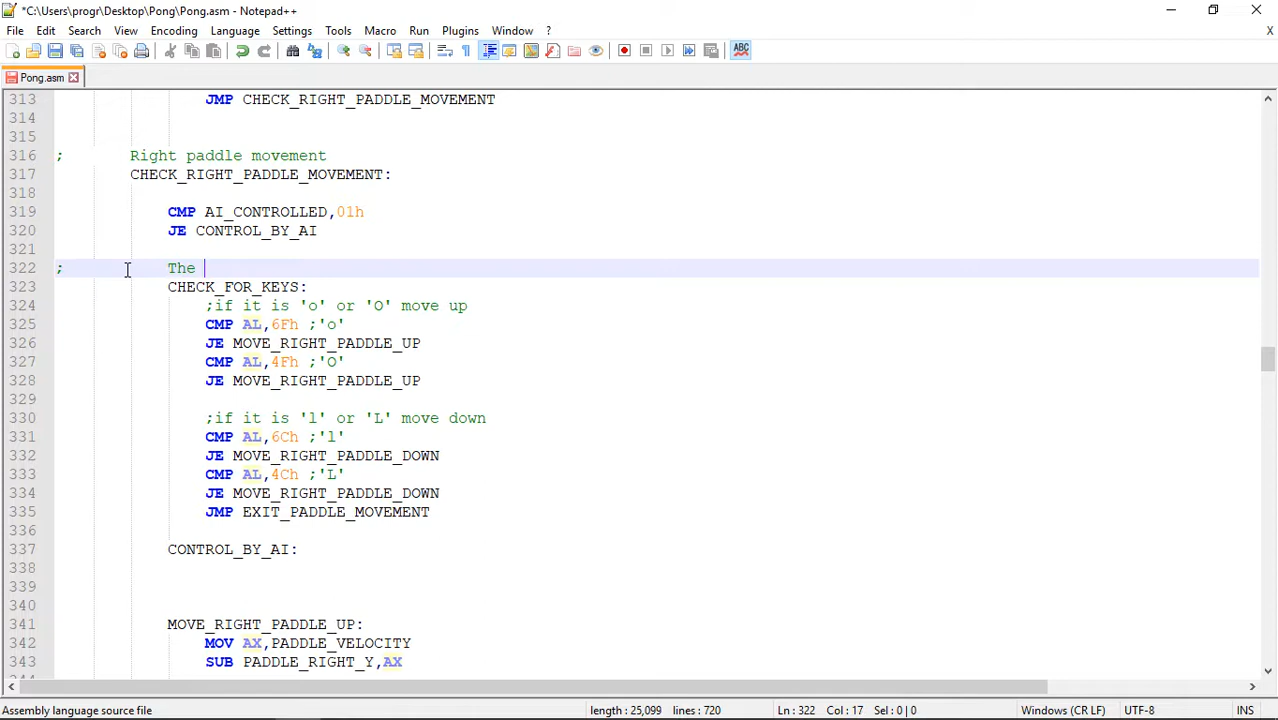 *C:\Users\progr\Desktop\Pong\Pong.asm - Notepad++
File Edit Search View Encoding Language Settings Tools Macro Run Plugins Window ? X
ABC
Pong.asm
313 JMP CHECK_RIGHT_PADDLE_MOVEMENT
314
315
316 ; Right paddle movement
317 CHECK_RIGHT_PADDLE_MOVEMENT:
318
319 CMP AI_CONTROLLED,01h
320 JE CONTROL_BY_AI
321
322 ; The
323 CHECK_FOR_KEYS:
324 ;if it is 'o' or 'O' move up
325 CMP AL,6Fh ;'o'
326 JE MOVE_RIGHT_PADDLE_UP
327 CMP AL,4Fh ;'O'
328 JE MOVE_RIGHT_PADDLE_UP
329
330 ;if it is 'l' or 'L' move down
331 CMP AL,6Ch ;'l'
332 JE MOVE_RIGHT_PADDLE_DOWN
333 CMP AL,4Ch ;'L'
334 JE MOVE_RIGHT_PADDLE_DOWN
335 JMP EXIT_PADDLE_MOVEMENT
336
337 CONTROL_BY_AI:
338
339
340
341 MOVE_RIGHT_PADDLE_UP:
342 MOV AX,PADDLE_VELOCITY
343 SUB PADDLE_RIGHT_Y,AX
Assembly language source file length : 25,099 lines : 720 Ln : 322 Col : 17 Sel : 0 | 0 Windows (CR LF) UTF-8 INS